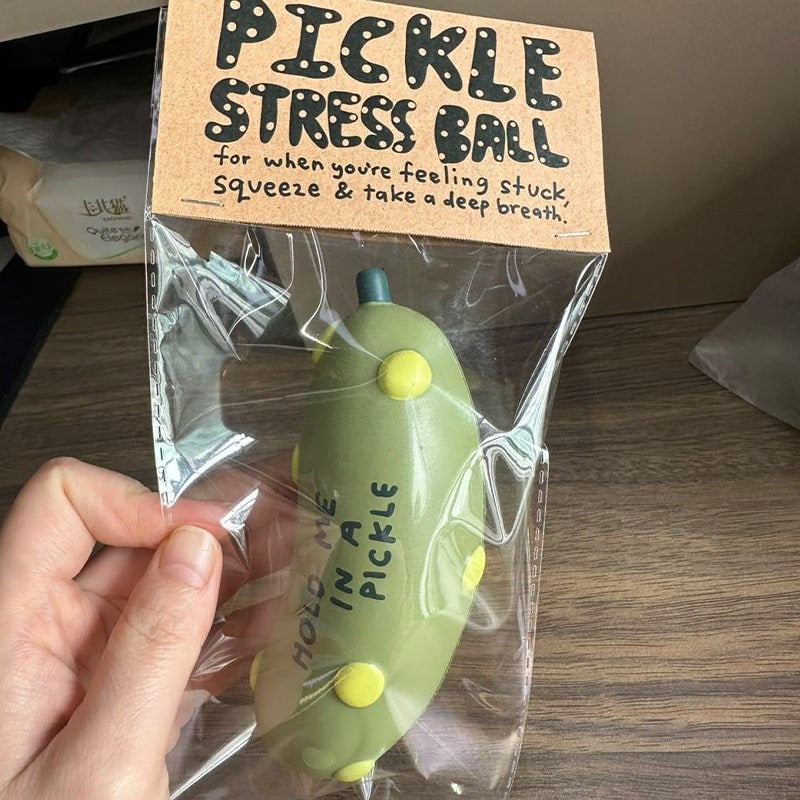 PICKLE
STRESS BALL
for when you're feeling stuck,
squeeze & take a deep breath.
HOLD ME
IN A
PICKLE